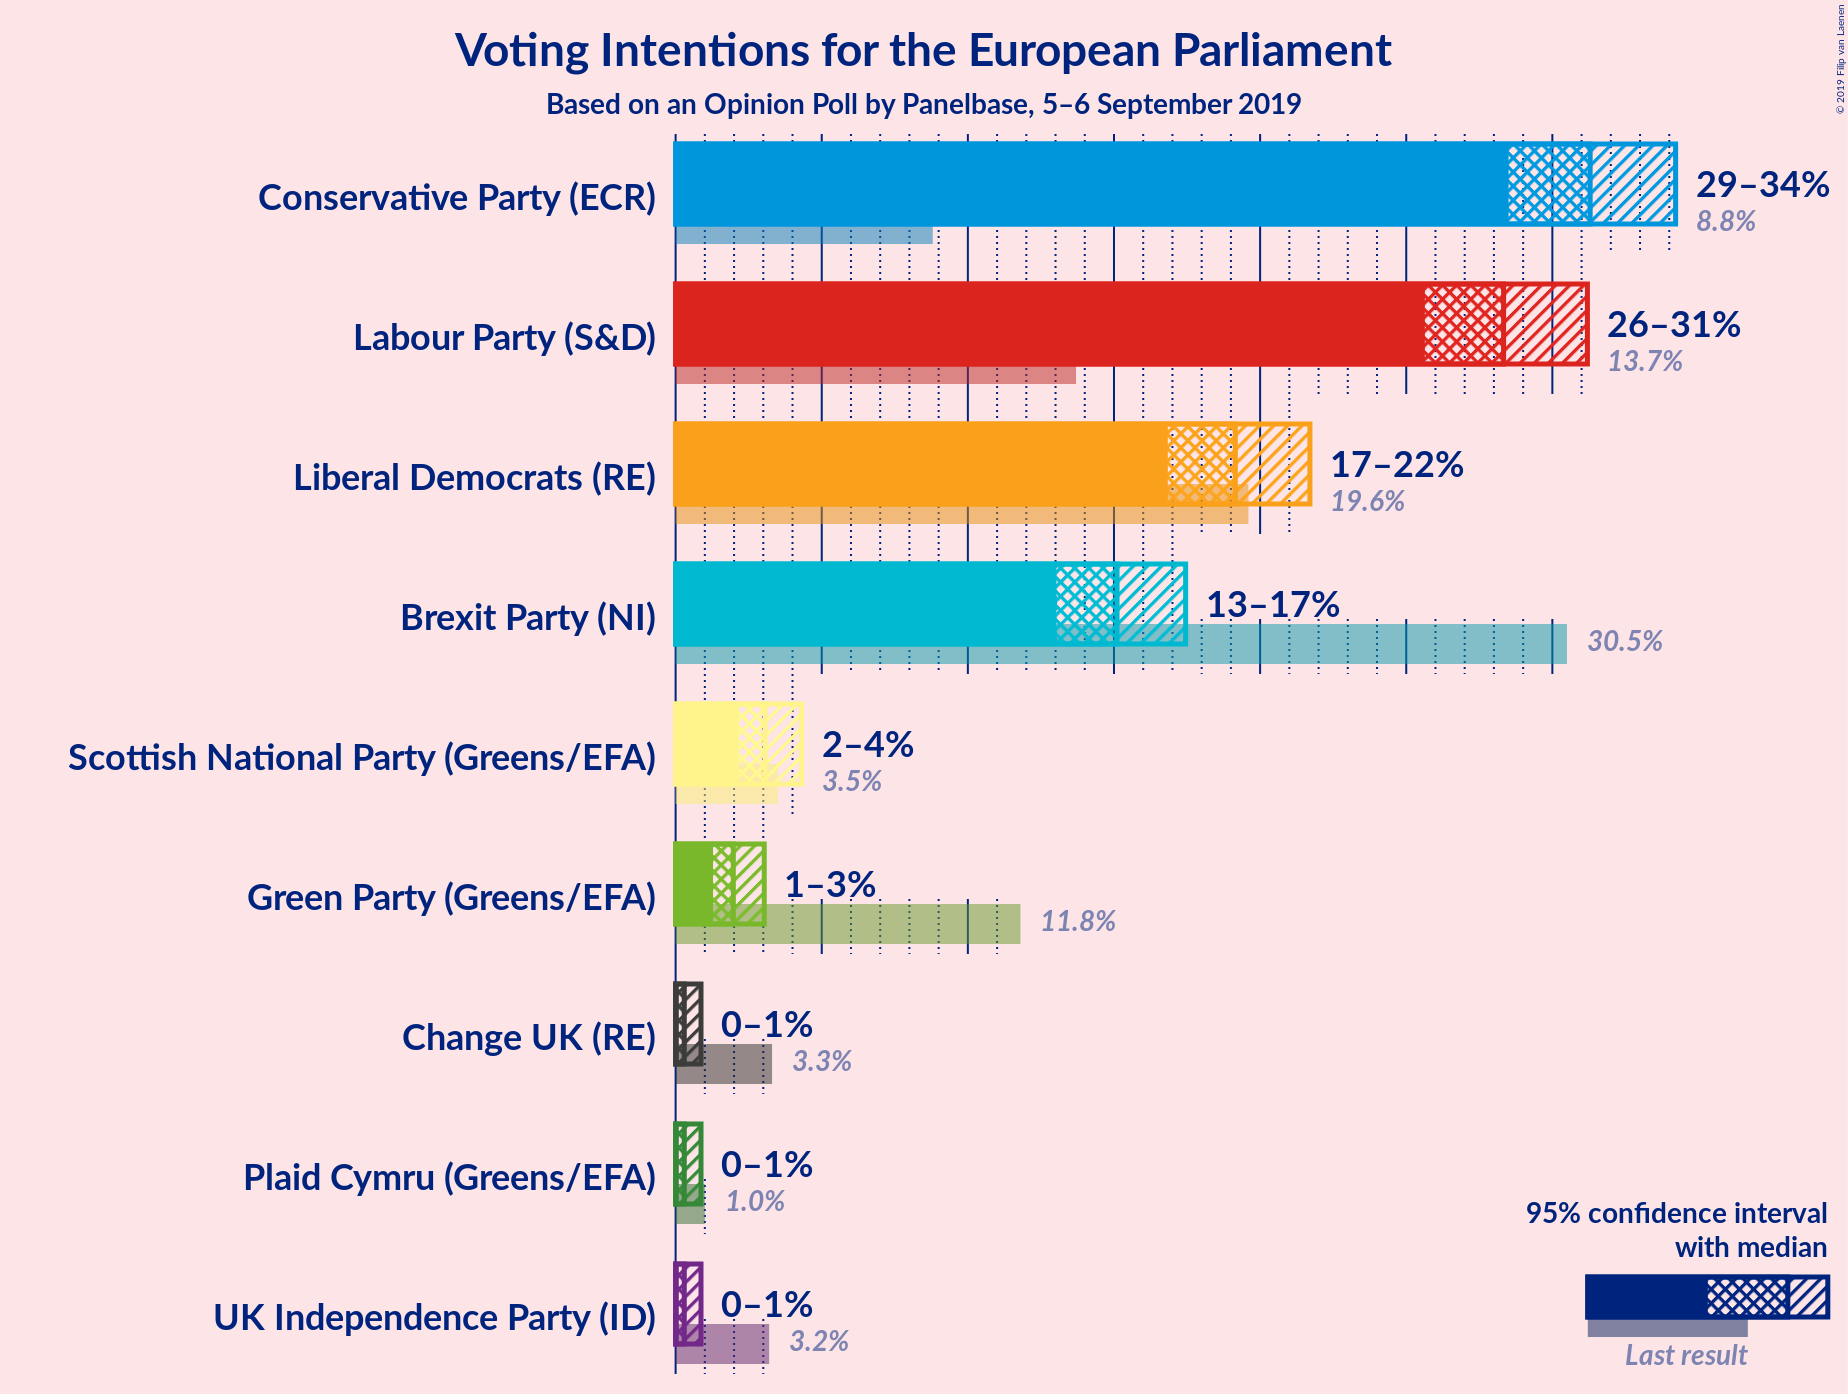 Voting Intentions for the European Parliament
Based on an Opinion Poll by Panelbase, 5–6 September 2019
© 2019 Filip van Laenen
Conservative Party (ECR)
29–34%
8.8%
Labour Party (S&D)
26–31%
13.7%
Liberal Democrats (RE)
17–22%
19.6%
Brexit Party (NI)
13–17%
30.5%
Scottish National Party (Greens/EFA)
2–4%
3.5%
Green Party (Greens/EFA)
1–3%
11.8%
Change UK (RE)
0–1%
3.3%
Plaid Cymru (Greens/EFA)
0–1%
1.0%
UK Independence Party (ID)
0–1%
3.2%
95% confidence interval
with median
Last result